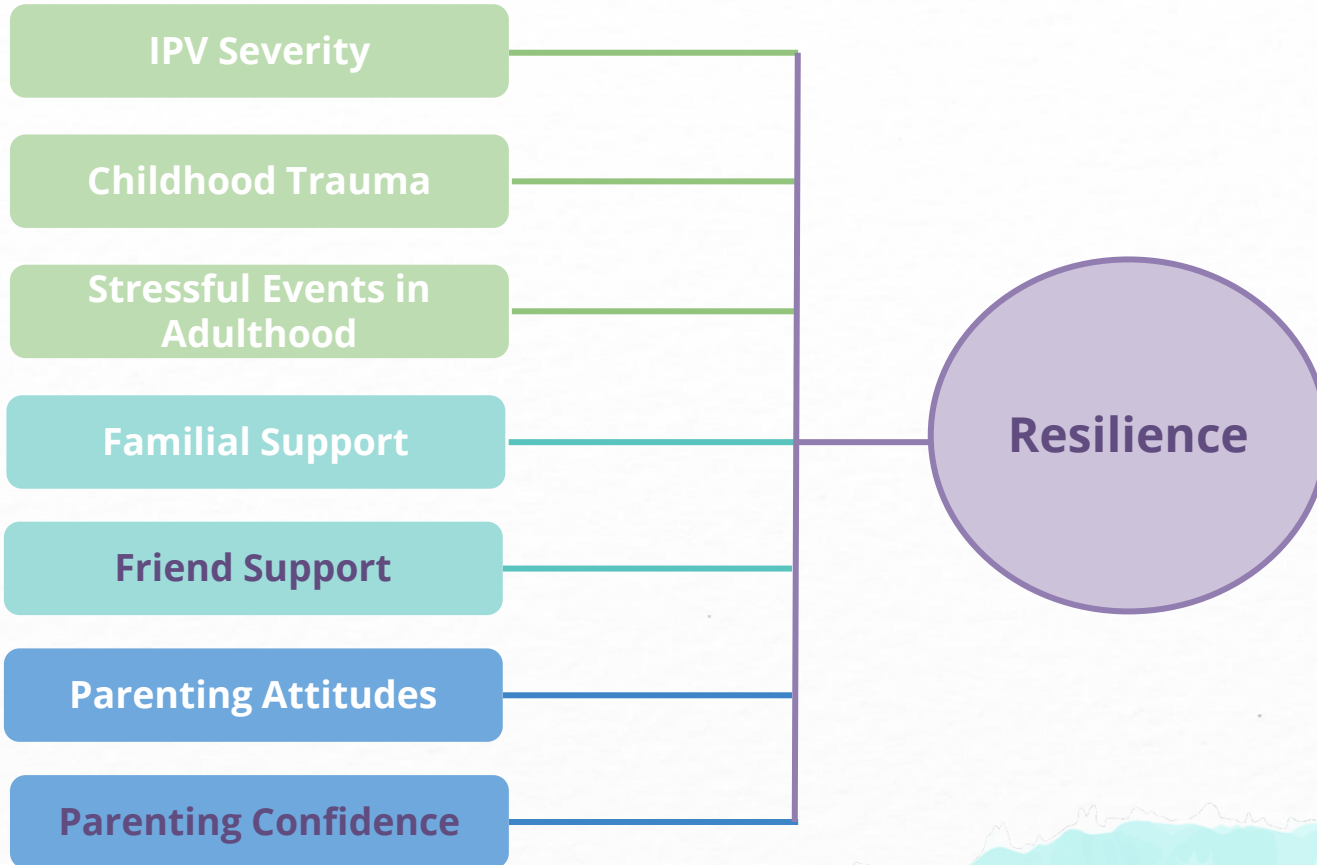 IPV Severity
Childhood Trauma
Stressful Events in
Adulthood
Familial Support
Friend Support
Resilience
Parenting Attitudes
Parenting Confidence